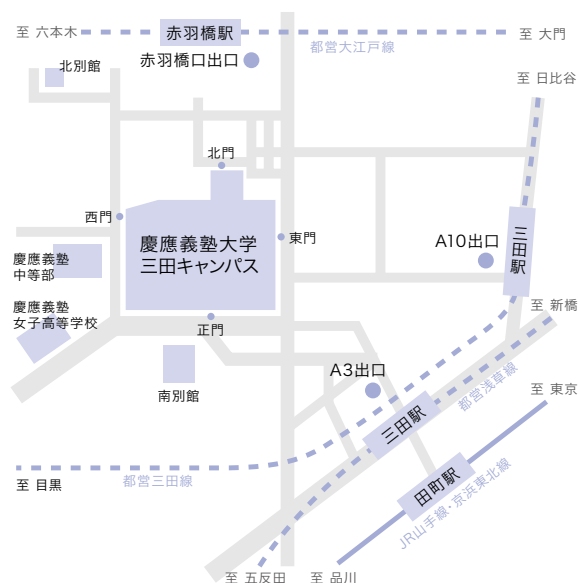 至 六本木
赤羽橋駅
都営大江戸線
至 大門
赤羽橋口出口
北別館
至 日比谷
北門
西門
慶應義塾大学
三田キャンパス
東門
A10出口
三田駅
慶應義塾
中等部
慶應義塾
女子高等学校
正門
至 新橋
南別館
A3出口
都営浅草線
至 東京
三田駅
田町駅
JR山手線・京浜東北線
至 目黒
都営三田線
至 五反田
至 品川